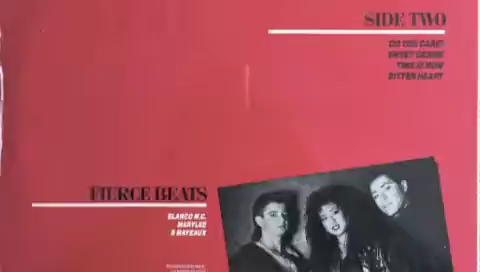 SIDE TWO
DO YOU CARE?
SWEET DESIRE
TIME IS NOW
BITTER HEART
FIERCE BEATS
BLANCO N.C.
MARYLEE
B MAYEAUX